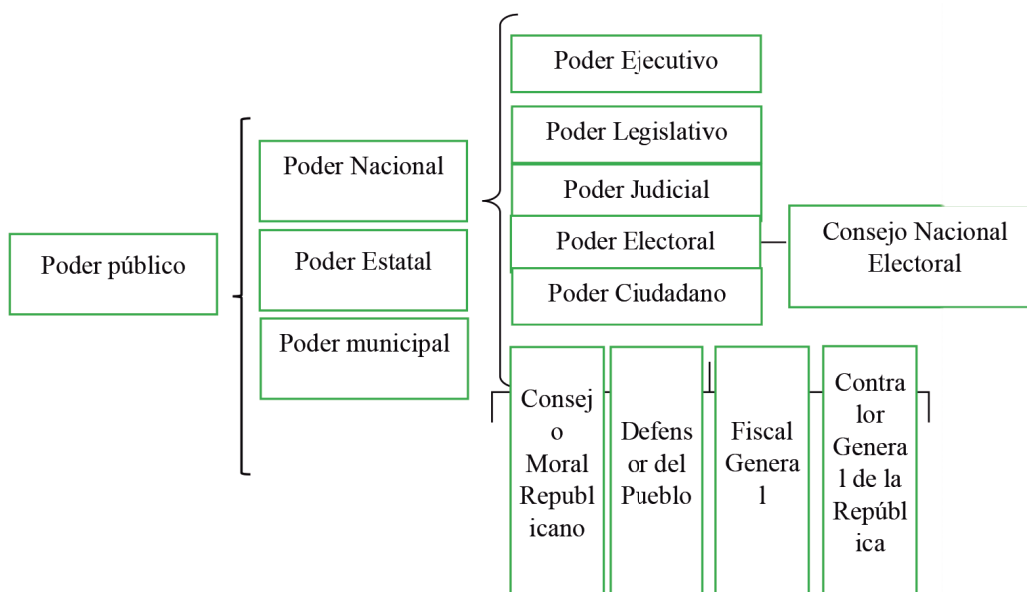 Poder público
Poder Nacional
Poder Estatal
Poder municipal
Poder Ejecutivo
Poder Legislativo
Poder Judicial
Poder Electoral
Poder Ciudadano
Consejo Nacional
Electoral
Consej
o
Moral
Republ
icano
Defens
or del
Pueblo
Fiscal
Genera
l
Contra
lor
Genera
l de la
Repúbl
ica